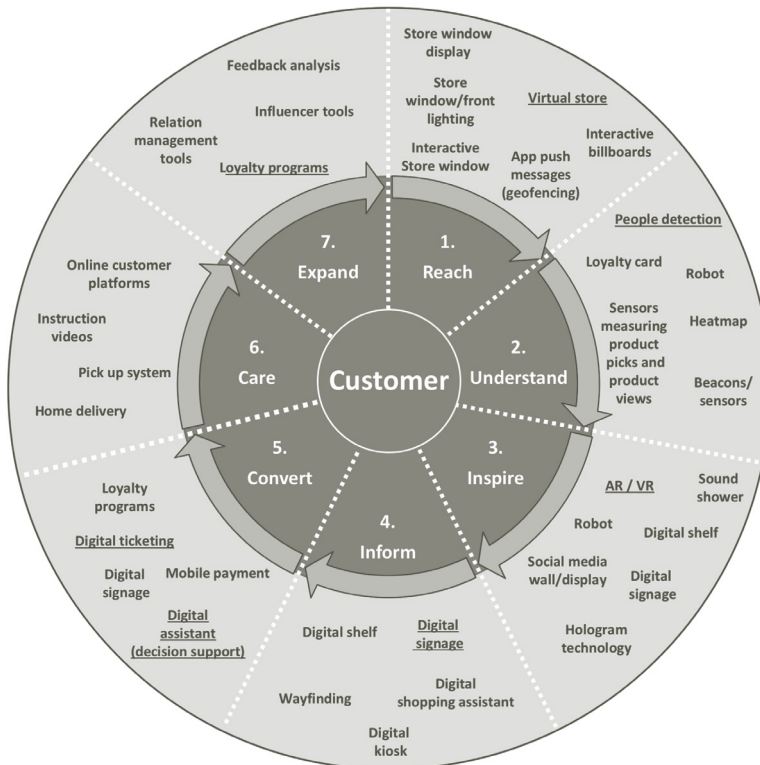 Customer
1.
Reach
Store window
display
Store
window/front
lighting
Virtual store
Interactive
Store window
App push
messages
(geofencing)
Interactive
billboards
2.
Understand
People detection
Loyalty card
Robot
Sensors
measuring
product
picks and
product
views
Heatmap
Beacons/
sensors
3.
Inspire
AR / VR
Sound
shower
Robot
Digital shelf
Social media
wall/display
Digital
signage
Hologram
technology
4.
Inform
Digital shelf
Digital
signage
Wayfinding
Digital
shopping assistant
Digital
kiosk
5.
Convert
Loyalty
programs
Digital ticketing
Digital
signage
Mobile payment
Digital
assistant
(decision support)
6.
Care
Online customer
platforms
Instruction
videos
Pick up system
Home delivery
7.
Expand
Feedback analysis
Influencer tools
Relation
management
tools
Loyalty programs